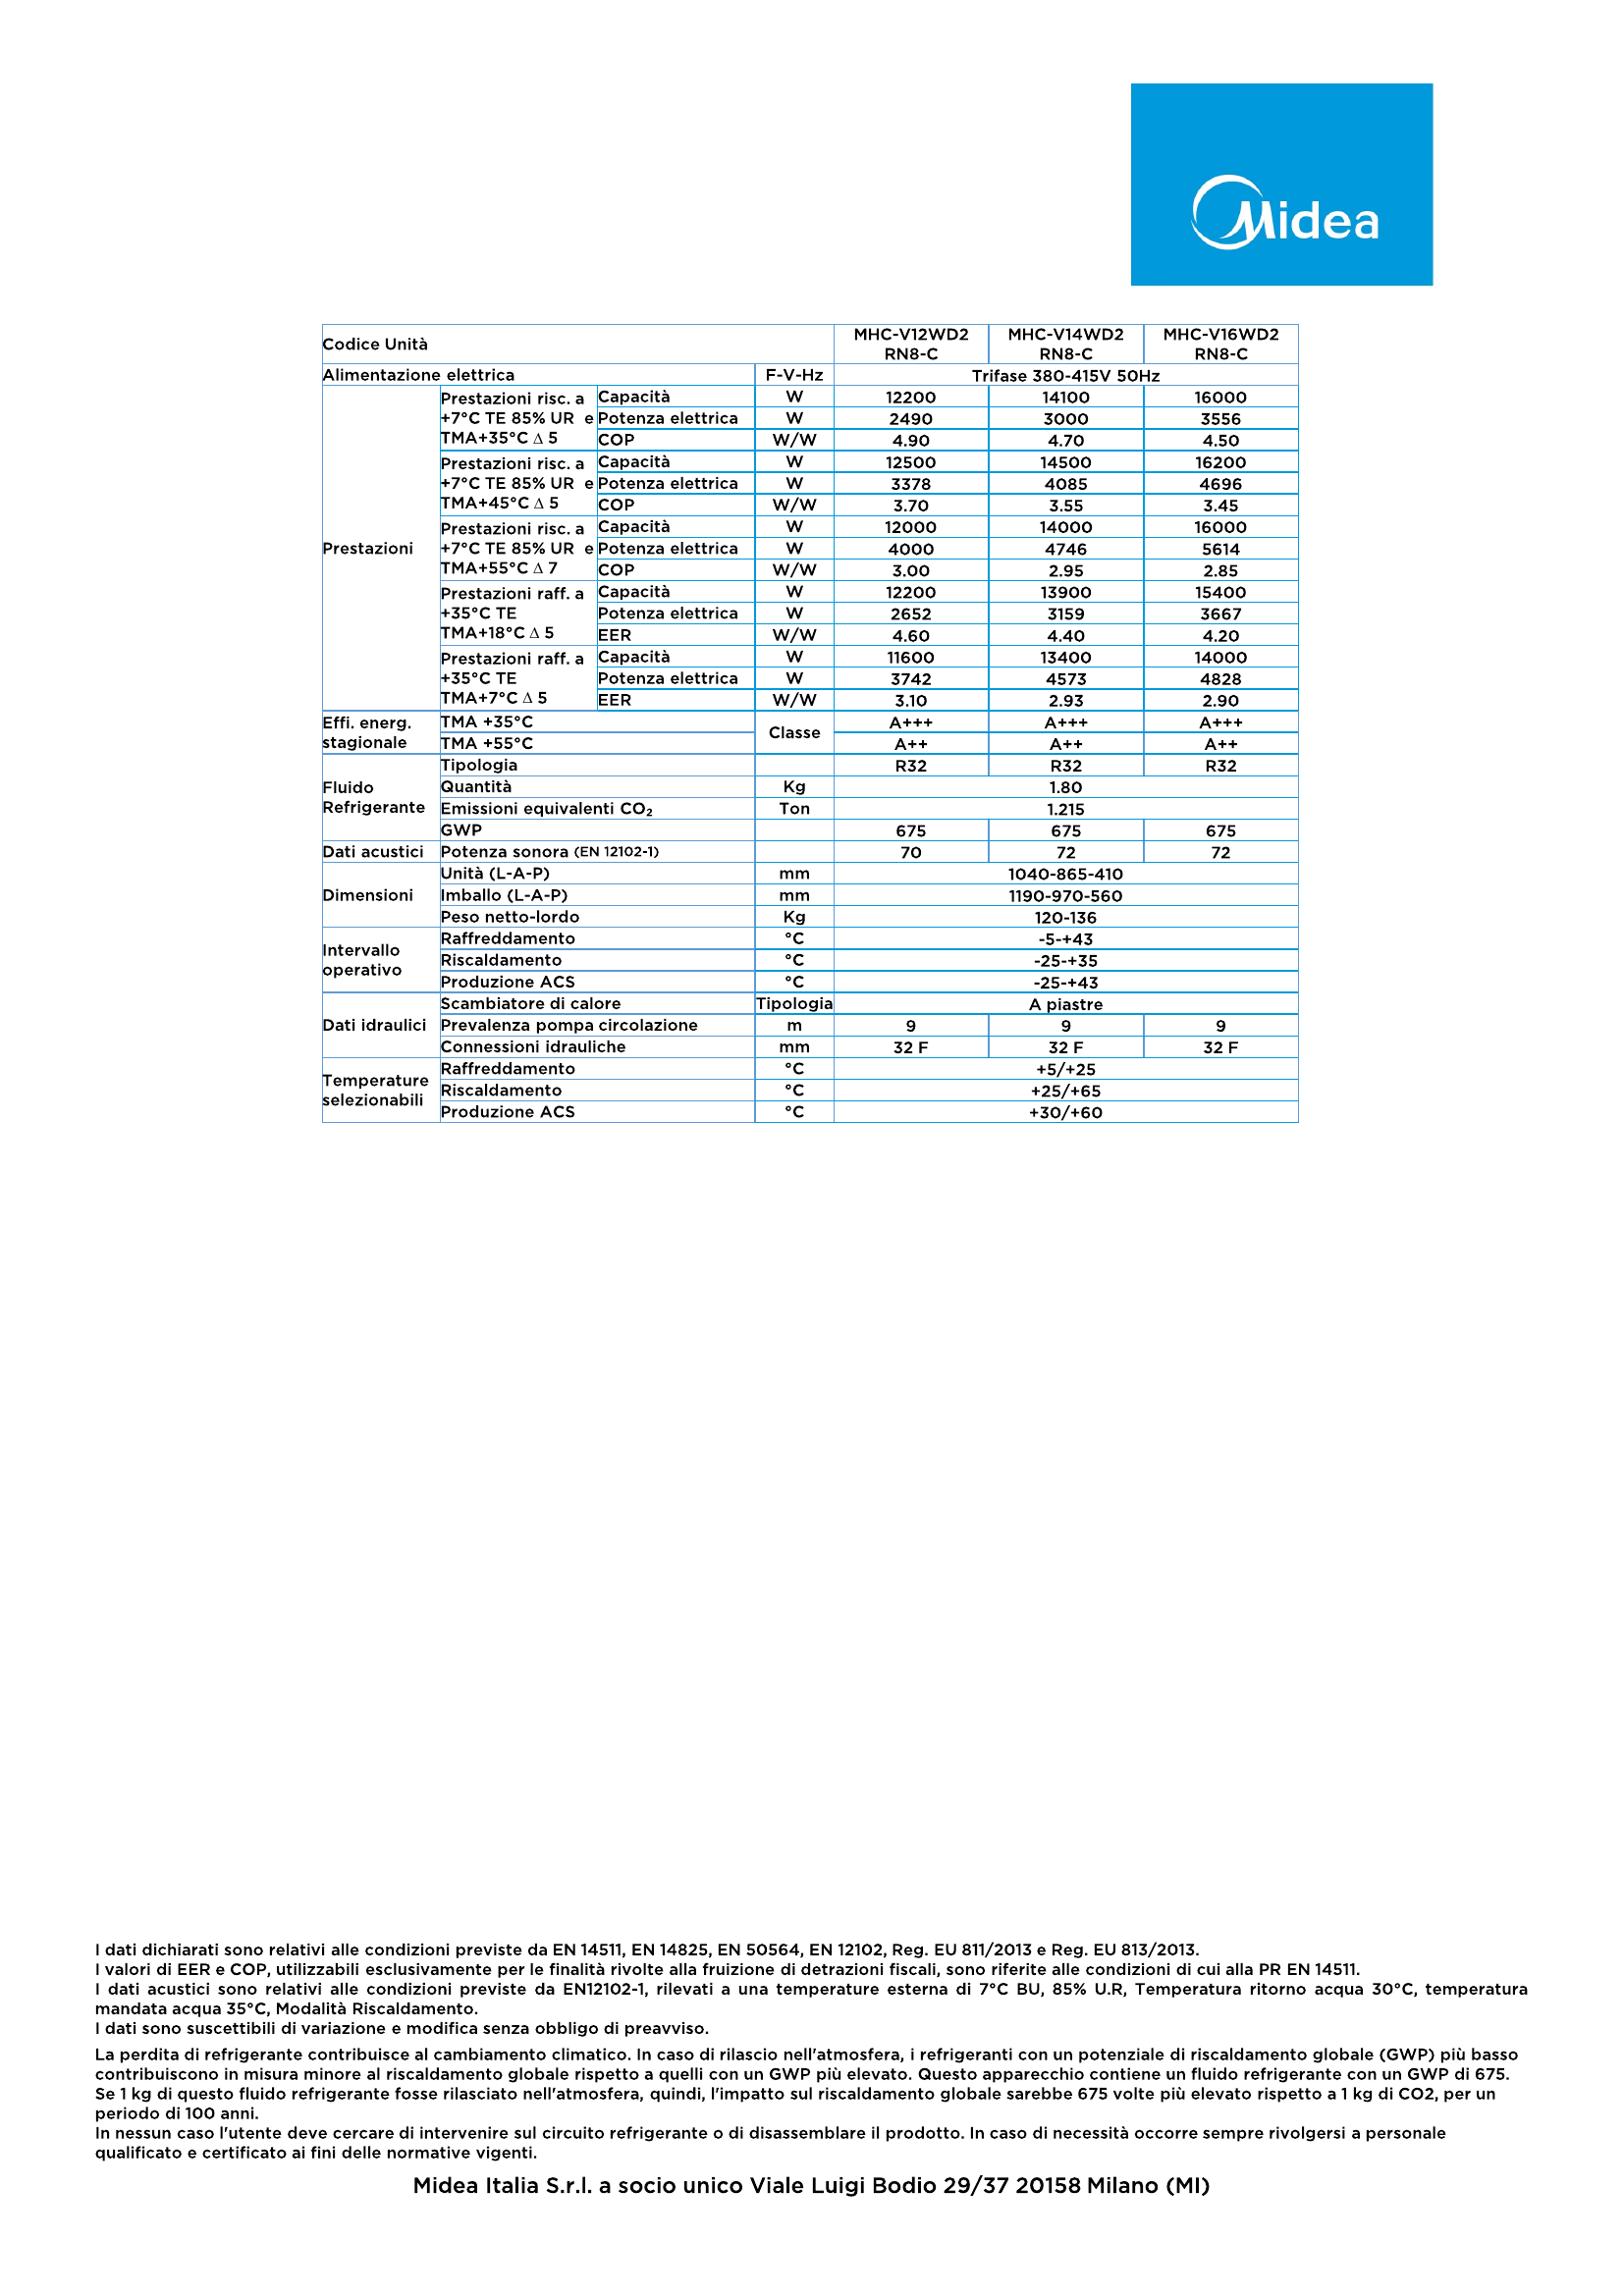 Midea
Codice Unità MHC-V12WD2 RN8-C MHC-V14WD2 RN8-C MHC-V16WD2 RN8-C
Alimentazione elettrica F-V-Hz Trifase 380-415V 50Hz
Prestazioni
Prestazioni risc. a +7°C TE 85% UR e TMA+35°C Δ 5
Capacità W 12200 14100 16000
Potenza elettrica W 2490 3000 3556
COP W/W 4.90 4.70 4.50
Prestazioni risc. a +7°C TE 85% UR e TMA+45°C Δ 5
Capacità W 12500 14500 16200
Potenza elettrica W 3378 4085 4696
COP W/W 3.70 3.55 3.45
Prestazioni risc. a +7°C TE 85% UR e TMA+55°C Δ 7
Capacità W 12000 14000 16000
Potenza elettrica W 4000 4746 5614
COP W/W 3.00 2.95 2.85
Prestazioni raff. a +35°C TE TMA+18°C Δ 5
Capacità W 12200 13900 15400
Potenza elettrica W 2652 3159 3667
EER W/W 4.60 4.40 4.20
Prestazioni raff. a +35°C TE TMA+7°C Δ 5
Capacità W 11600 13400 14000
Potenza elettrica W 3742 4573 4828
EER W/W 3.10 2.93 2.90
Effi. energ. stagionale
TMA +35°C Classe A+++ A+++ A+++
TMA +55°C A++ A++ A++
Fluido Refrigerante
Tipologia R32 R32 R32
Quantità Kg 1.80
Emissioni equivalenti CO₂ Ton 1.215
GWP 675 675 675
Dati acustici Potenza sonora (EN 12102-1) 70 72 72
Dimensioni
Unità (L-A-P) mm 1040-865-410
Imballo (L-A-P) mm 1190-970-560
Peso netto-lordo Kg 120-136
Intervallo operativo
Raffreddamento °C -5-+43
Riscaldamento °C -25-+35
Produzione ACS °C -25-+43
Dati idraulici
Scambiatore di calore Tipologia A piastre
Prevalenza pompa circolazione m 9 9 9
Connessioni idrauliche mm 32 F 32 F 32 F
Temperature selezionabili
Raffreddamento °C +5/+25
Riscaldamento °C +25/+65
Produzione ACS °C +30/+60
I dati dichiarati sono relativi alle condizioni previste da EN 14511, EN 14825, EN 50564, EN 12102, Reg. EU 811/2013 e Reg. EU 813/2013.
I valori di EER e COP, utilizzabili esclusivamente per le finalità rivolte alla fruizione di detrazioni fiscali, sono riferite alle condizioni di cui alla PR EN 14511.
I dati acustici sono relativi alle condizioni previste da EN12102-1, rilevati a una temperature esterna di 7°C BU, 85% U.R, Temperatura ritorno acqua 30°C, temperatura
mandata acqua 35°C, Modalità Riscaldamento.
I dati sono suscettibili di variazione e modifica senza obbligo di preavviso.
La perdita di refrigerante contribuisce al cambiamento climatico. In caso di rilascio nell'atmosfera, i refrigeranti con un potenziale di riscaldamento globale (GWP) più basso
contribuiscono in misura minore al riscaldamento globale rispetto a quelli con un GWP più elevato. Questo apparecchio contiene un fluido refrigerante con un GWP di 675.
Se 1 kg di questo fluido refrigerante fosse rilasciato nell'atmosfera, quindi, l'impatto sul riscaldamento globale sarebbe 675 volte più elevato rispetto a 1 kg di CO2, per un
periodo di 100 anni.
In nessun caso l'utente deve cercare di intervenire sul circuito refrigerante o di disassemblare il prodotto. In caso di necessità occorre sempre rivolgersi a personale
qualificato e certificato ai fini delle normative vigenti.
Midea Italia S.r.l. a socio unico Viale Luigi Bodio 29/37 20158 Milano (MI)